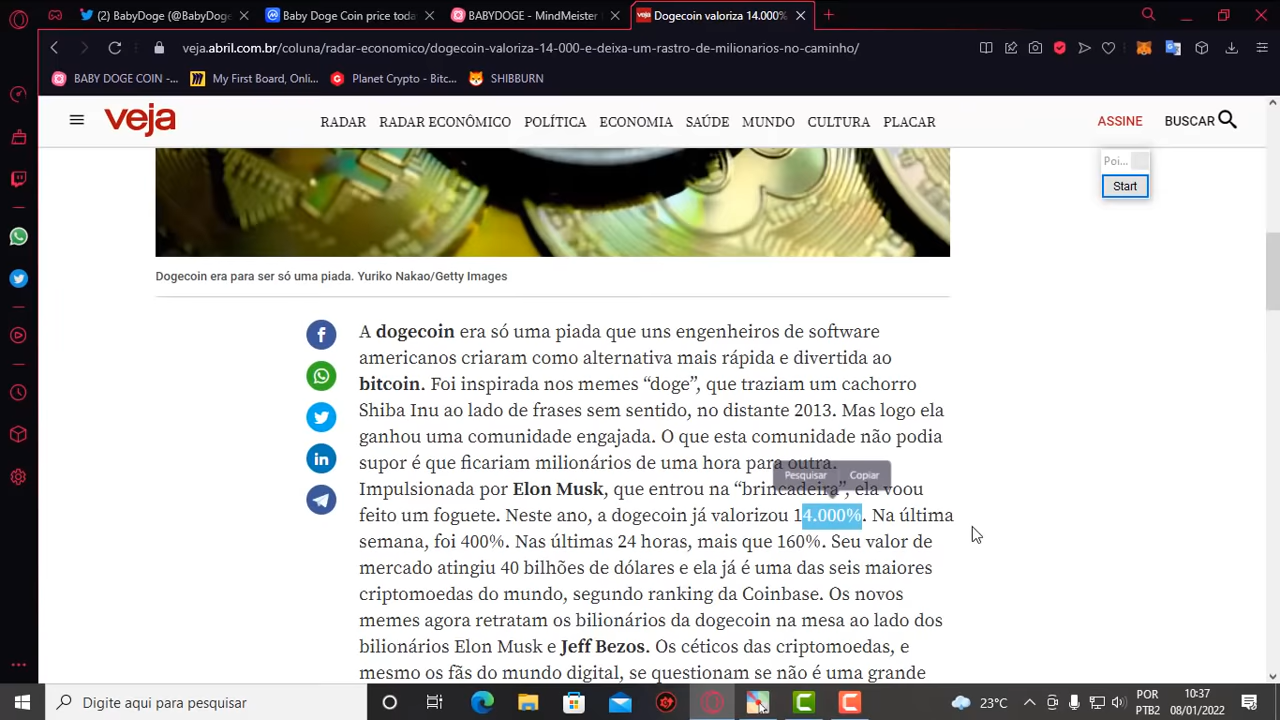 BabyDoge (@BabyDoge
Baby Doge Coin price toda
BABYDOGE - MindMeister
Dogecoin valoriza 14.000%
veja.abril.com.br/coluna/radar-economico/dogecoin-valoriza-14-000-e-deixa-um-rastro-de-milionarios-no-caminho/
BABY DOGE COIN -...
My First Board, Onli...
Planet Crypto - Bitc...
SHIBBURN
veja
RADAR RADAR ECONÔMICO POLÍTICA ECONOMIA SAÚDE MUNDO CULTURA PLACAR
ASSINE
BUSCAR
Poi...
Start
Dogecoin era para ser só uma piada. Yuriko Nakao/Getty Images
A dogecoin era só uma piada que uns engenheiros de software
americanos criaram como alternativa mais rápida e divertida ao
bitcoin. Foi inspirada nos memes “doge”, que traziam um cachorro
Shiba Inu ao lado de frases sem sentido, no distante 2013. Mas logo ela
ganhou uma comunidade engajada. O que esta comunidade não podia
supor é que ficariam milionários de uma hora para outra.
Pesquisar Copiar
Impulsionada por Elon Musk, que entrou na “brincadeira”, ela voou
feito um foguete. Neste ano, a dogecoin já valorizou 14.000%. Na última
semana, foi 400%. Nas últimas 24 horas, mais que 160%. Seu valor de
mercado atingiu 40 bilhões de dólares e ela já é uma das seis maiores
criptomoedas do mundo, segundo ranking da Coinbase. Os novos
memes agora retratam os bilionários da dogecoin na mesa ao lado dos
bilionários Elon Musk e Jeff Bezos. Os céticos das criptomoedas, e
mesmo os fãs do mundo digital, se questionam se não é uma grande
Digite aqui para pesquisar
23°C
POR
PTB2
10:37
08/01/2022